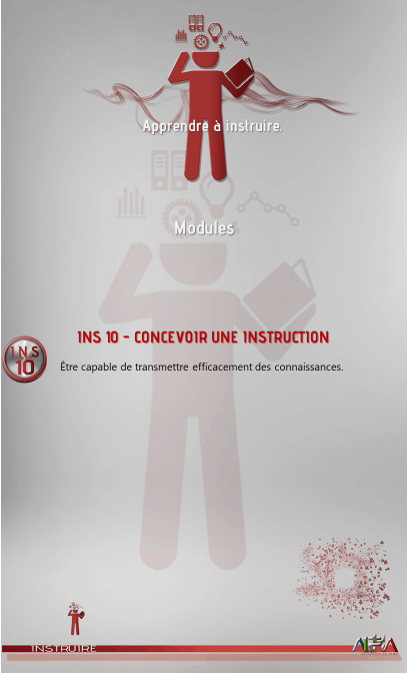 Apprendre à instruire.
Modules.
INS 10 - CONCEVOIR UNE INSTRUCTION
INS
10
Être capable de transmettre efficacement des connaissances.
INSTRUIRE